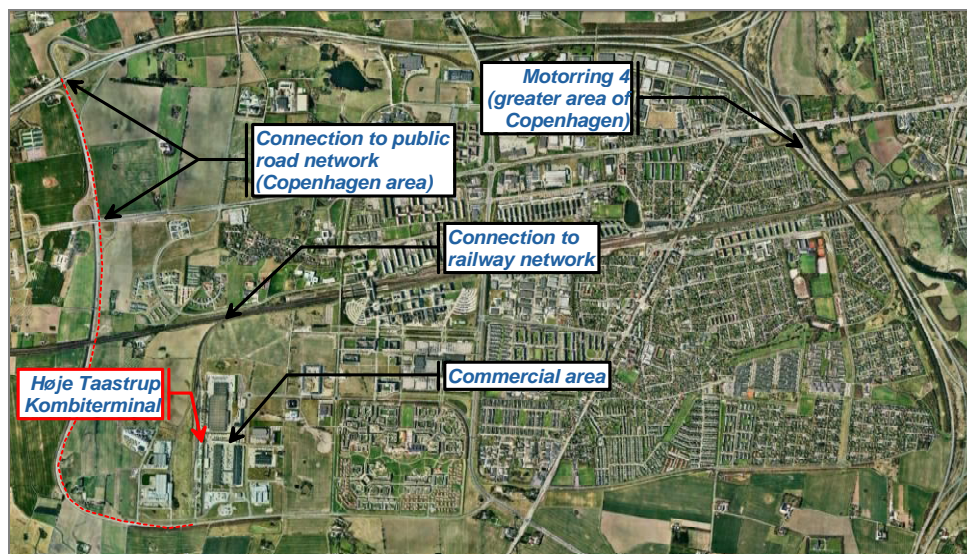 Motorring 4
(greater area of
Copenhagen)
Connection to public
road network
(Copenhagen area)
Connection to
railway network
Høje Taastrup
Kombiterminal
Commercial area